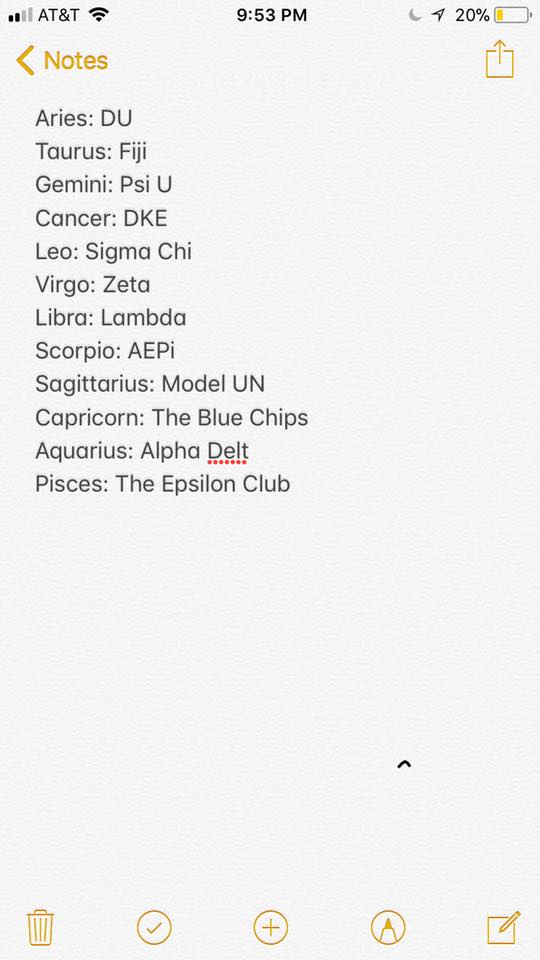 AT&T 9:53 PM 20%
Notes
Aries: DU
Taurus: Fiji
Gemini: Psi U
Cancer: DKE
Leo: Sigma Chi
Virgo: Zeta
Libra: Lambda
Scorpio: AEPi
Sagittarius: Model UN
Capricorn: The Blue Chips
Aquarius: Alpha Delt
Pisces: The Epsilon Club